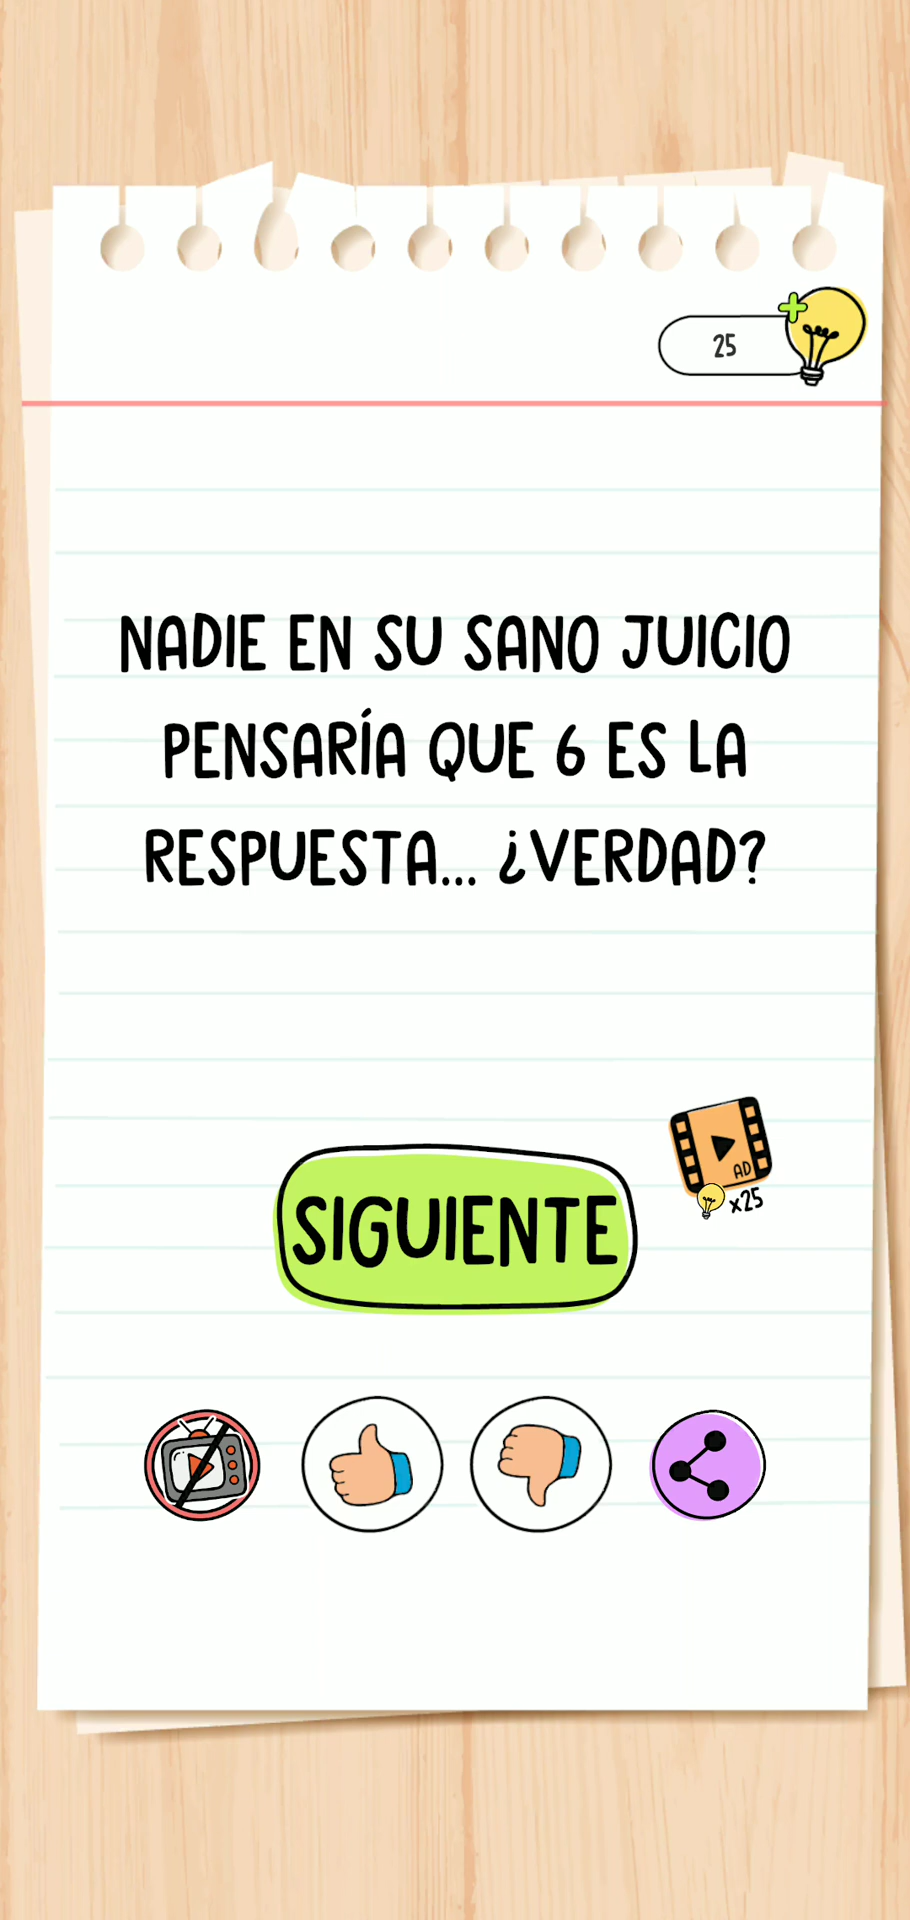 25
NADIE EN SU SANO JUICIO
PENSARÍA QUE 6 ES LA
RESPUESTA... ¿VERDAD?
AD
x25
SIGUIENTE